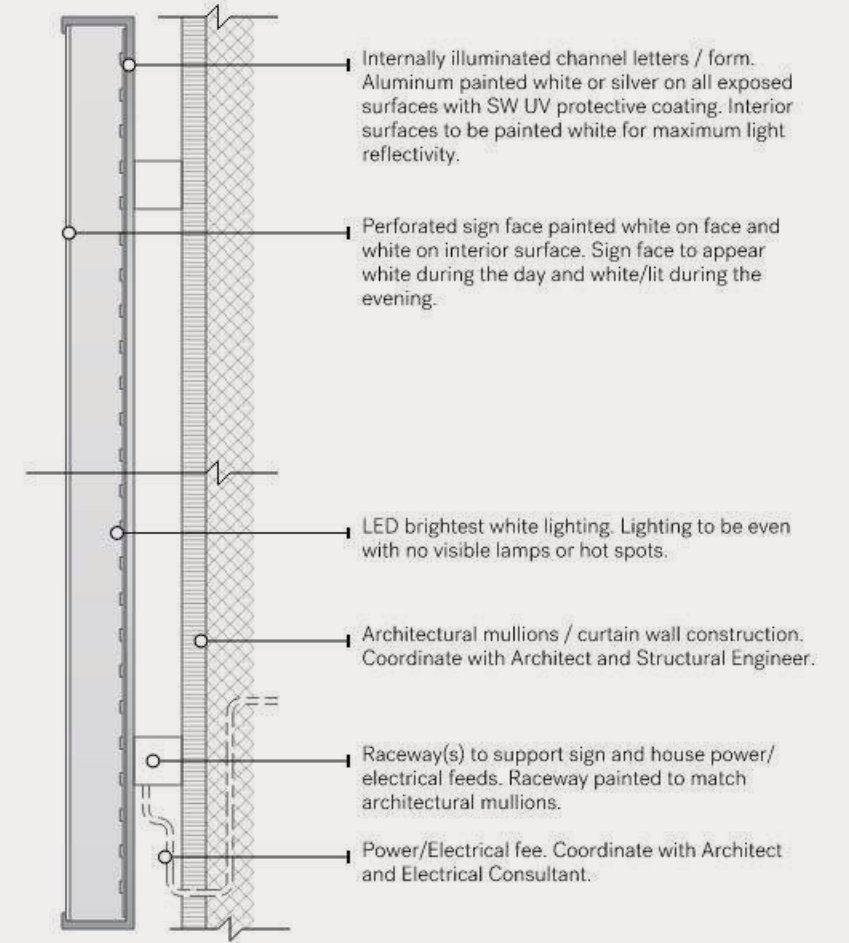 Internally illuminated channel letters / form.
Aluminum painted white or silver on all exposed
surfaces with SW UV protective coating. Interior
surfaces to be painted white for maximum light
reflectivity.
Perforated sign face painted white on face and
white on interior surface. Sign face to appear
white during the day and white/lit during the
evening.
LED brightest white lighting. Lighting to be even
with no visible lamps or hot spots.
Architectural mullions / curtain wall construction.
Coordinate with Architect and Structural Engineer.
Raceway(s) to support sign and house power/
electrical feeds. Raceway painted to match
architectural mullions.
Power/Electrical fee. Coordinate with Architect
and Electrical Consultant.